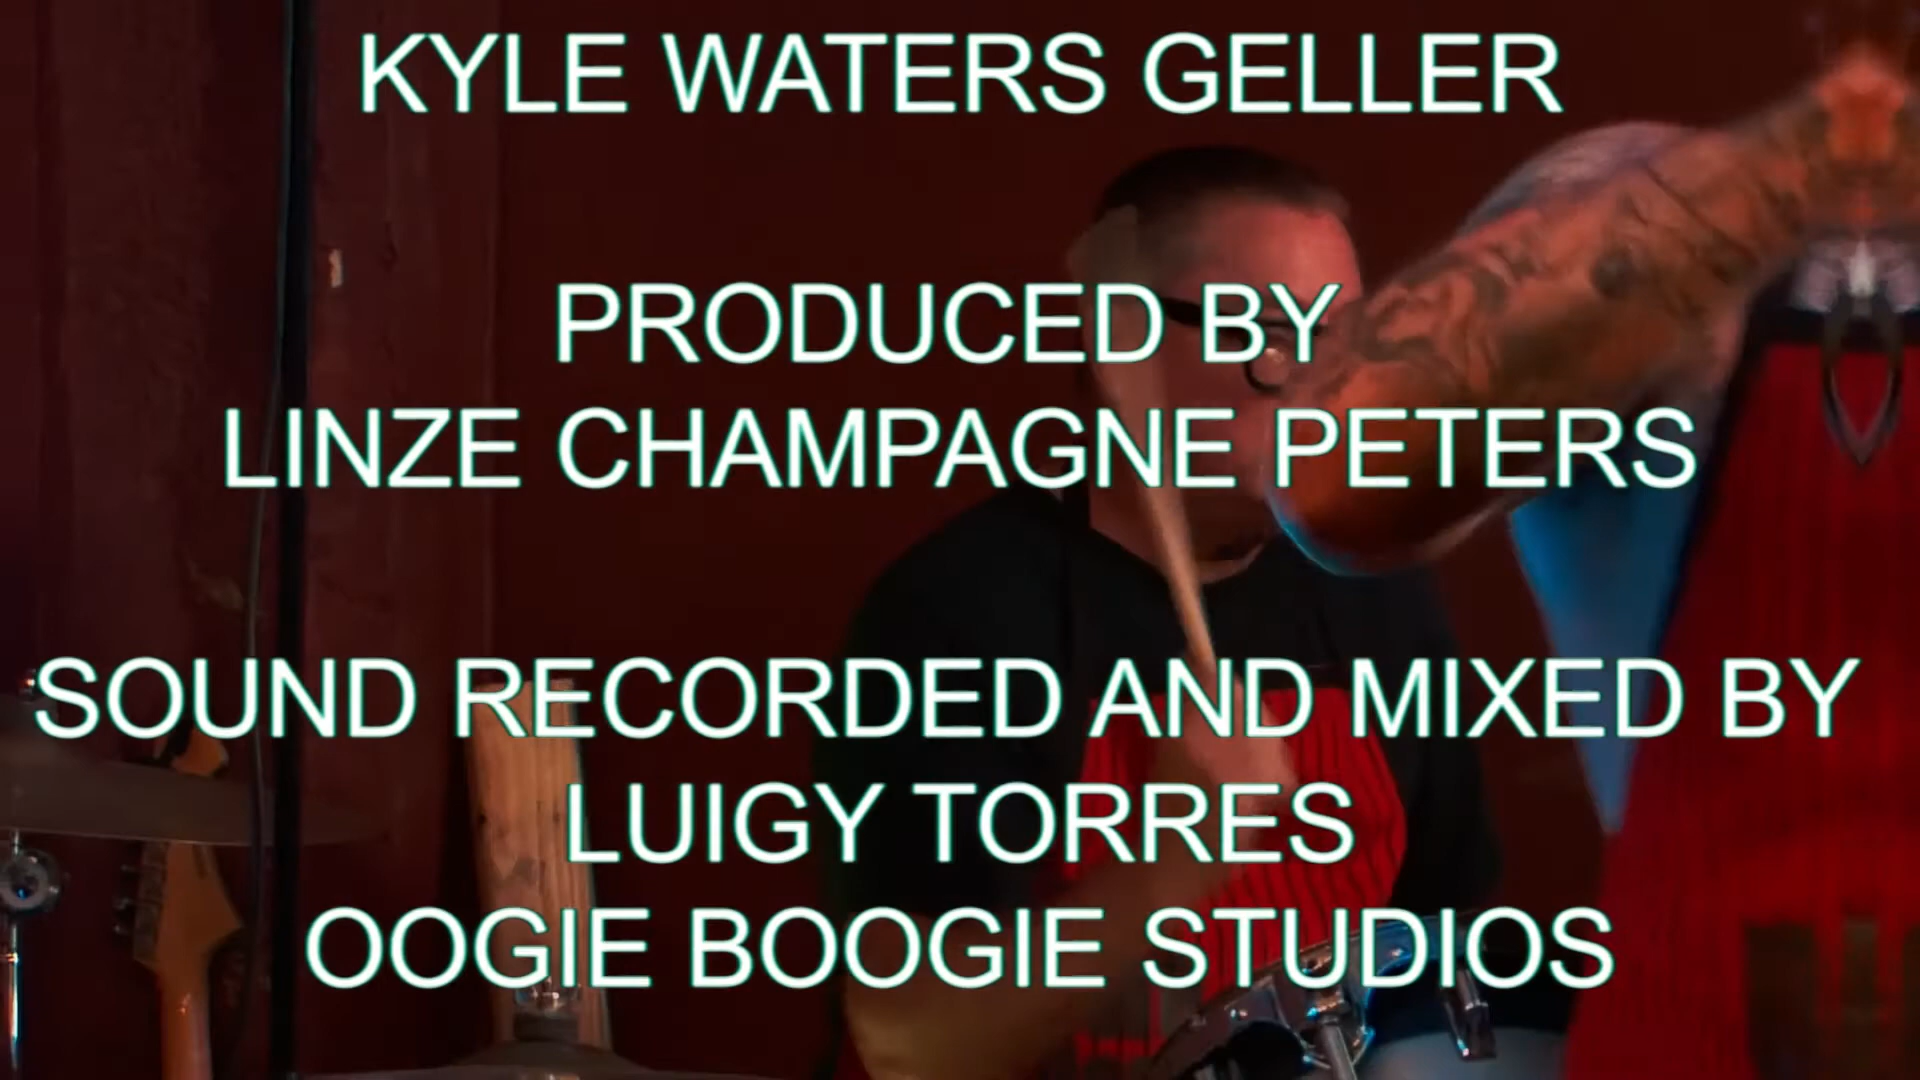 KYLE WATERS GELLER
PRODUCED BY
LINZE CHAMPAGNE PETERS
SOUND RECORDED AND MIXED BY
LUIGY TORRES
OOGIE BOOGIE STUDIOS